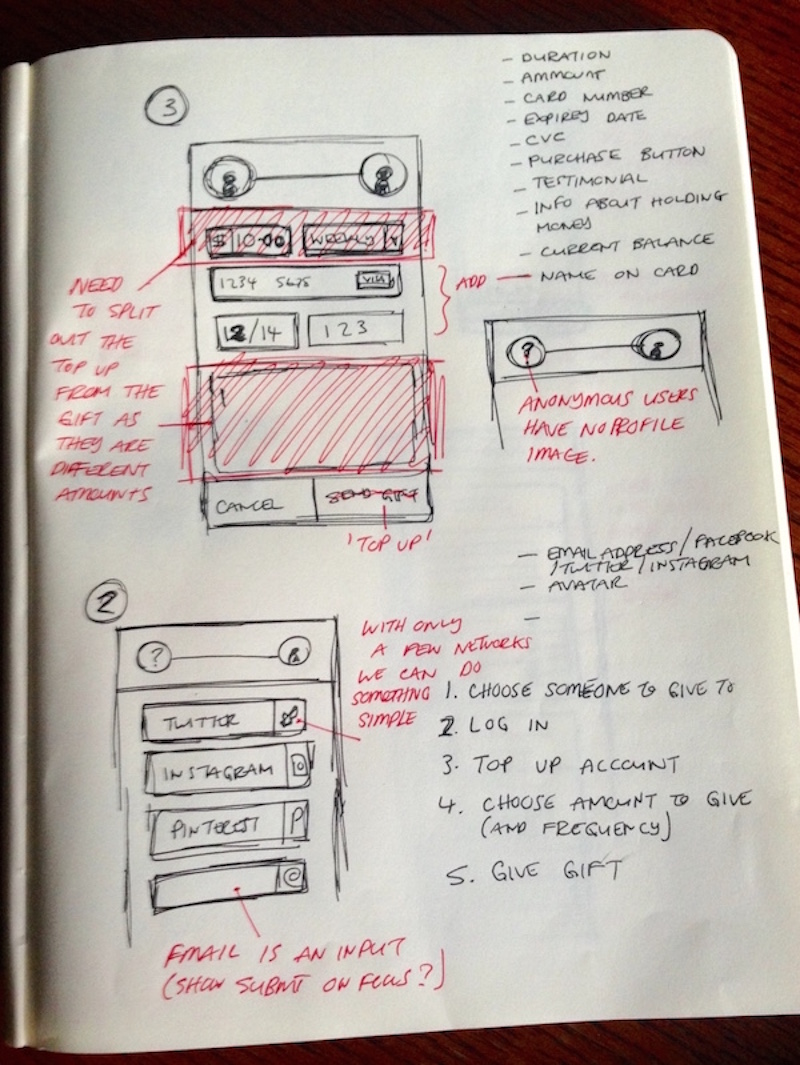 3
$ 10.00 WEEKLY
1234 5678 VISA
12/14 123
CANCEL SEND GIFT
'TOP UP'
NEED
TO SPLIT
OUT THE
TOP UP
FROM THE
GIFT AS
THEY ARE
DIFFERENT
AMOUNTS
ADD
- DURATION
- AMMOUNT
- CARD NUMBER
- EXPIREY DATE
- CVC
- PURCHASE BUTTON
- TESTIMONIAL
- INFO ABOUT HOLDING
MONEY
- CURRENT BALANCE
- NAME ON CARD
?
ANONYMOUS USERS
HAVE NO PROFILE
IMAGE.
- EMAIL ADDRESS / FACEBOOK
/ TWITTER / INSTAGRAM
- AVATAR
-
2
?
TWITTER
INSTAGRAM
PINTEREST P
@
WITH ONLY
A FEW NETWORKS
WE CAN DO
SOMETHING
SIMPLE
EMAIL IS AN INPUT
(SHOW SUBMIT ON FOCUS?)
1. CHOOSE SOMEONE TO GIVE TO
2. LOG IN
3. TOP UP ACCOUNT
4. CHOOSE AMOUNT TO GIVE
(AND FREQUENCY)
5. GIVE GIFT